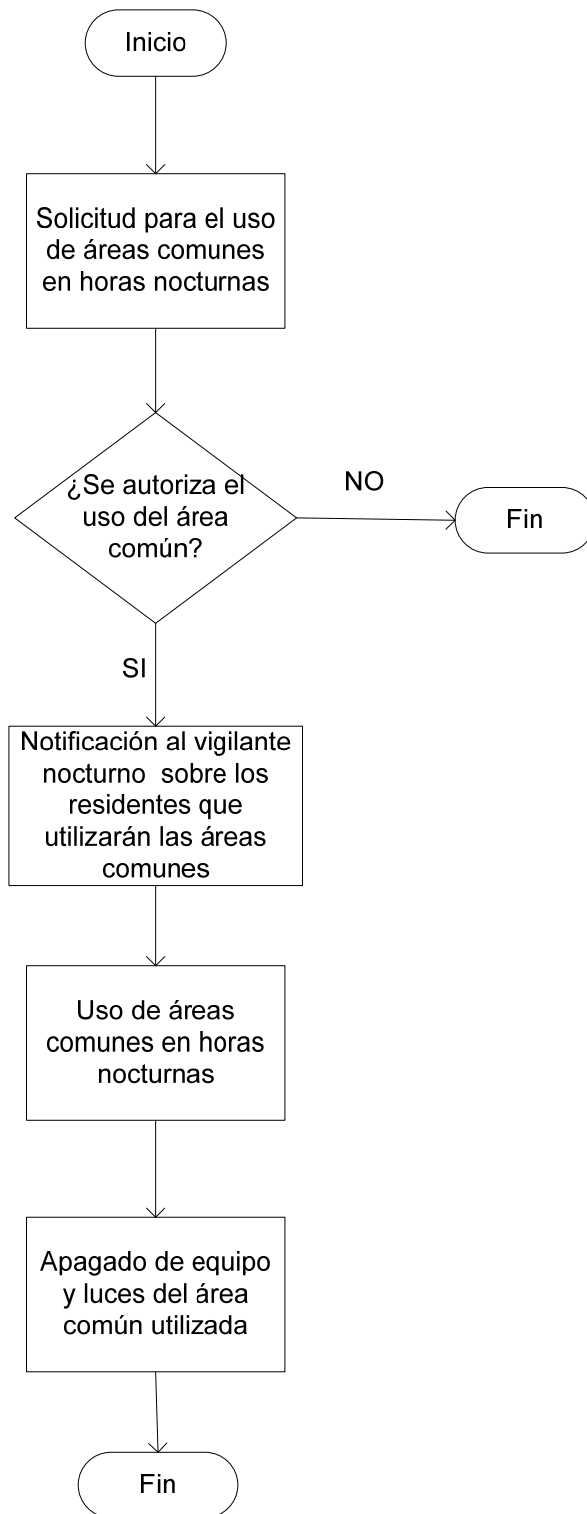 Inicio
Solicitud para el uso
de áreas comunes
en horas nocturnas
¿Se autoriza el
uso del área
común?
NO
Fin
SI
Notificación al vigilante
nocturno  sobre los
residentes que
utilizarán las áreas
comunes
Uso de áreas
comunes en horas
nocturnas
Apagado de equipo
y luces del área
común utilizada
Fin